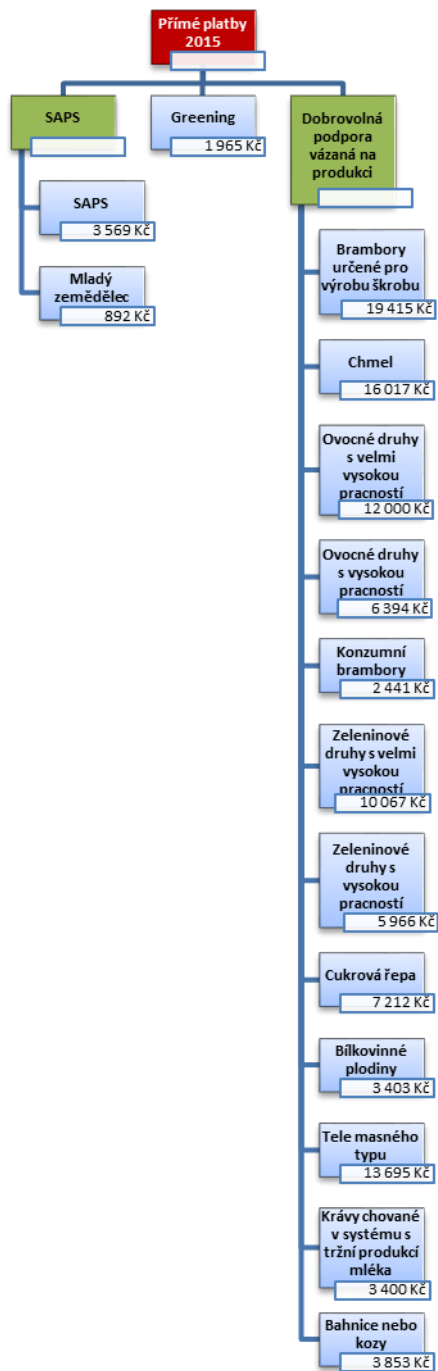 Přímé platby
2015
SAPS
SAPS
3 569 Kč
Mladý
zemědělec
892 Kč
Greening
1 965 Kč
Dobrovolná
podpora
vázaná na
produkci
Brambory
určené pro
výrobu škrobu
19 415 Kč
Chmel
16 017 Kč
Ovocné druhy
s velmi
vysokou
pracností
12 000 Kč
Ovocné druhy
s vysokou
pracností
6 394 Kč
Konzumní
brambory
2 441 Kč
Zeleninové
druhy s velmi
vysokou
pracností
10 067 Kč
Zeleninové
druhy s
vysokou
pracností
5 966 Kč
Cukrová řepa
7 212 Kč
Bílkovinné
plodiny
3 403 Kč
Tele masného
typu
13 695 Kč
Krávy chované
v systému s
tržní produkcí
mléka
3 400 Kč
Bahnice nebo
kozy
3 853 Kč